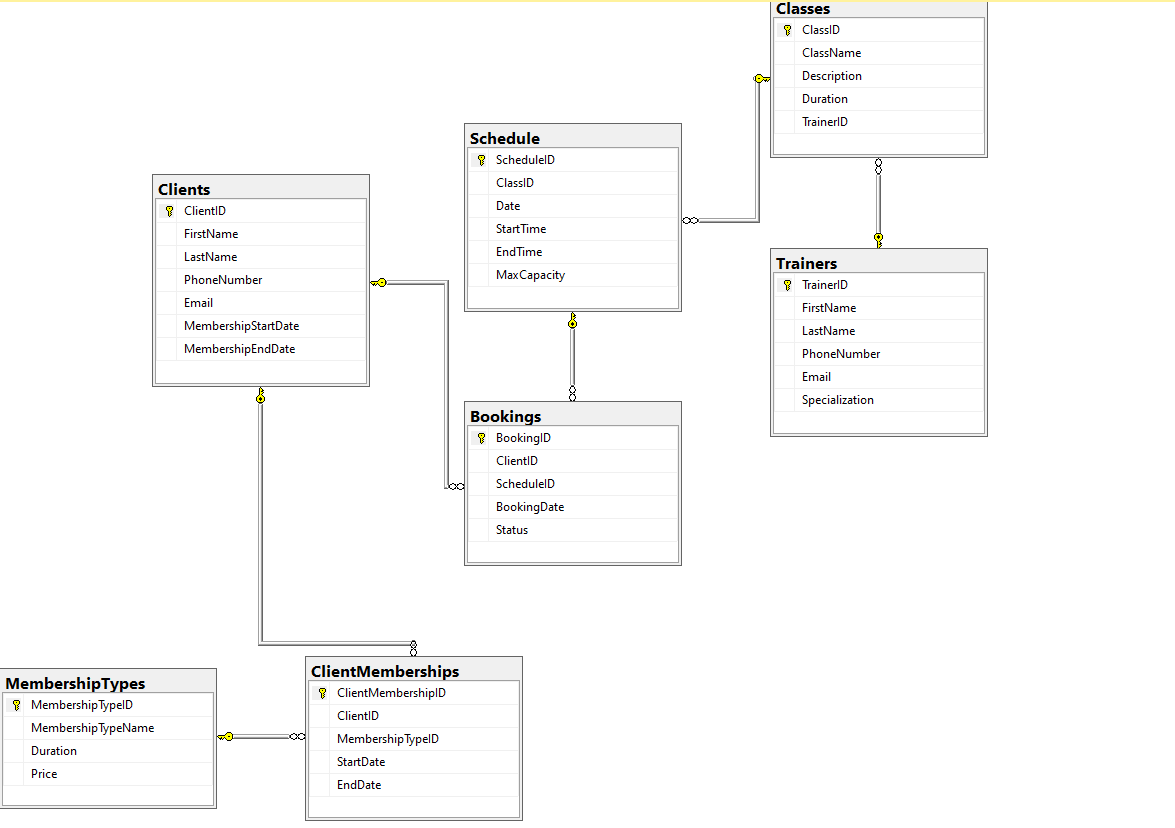 Classes
ClassID
ClassName
Description
Duration
TrainerID
Schedule
ScheduleID
ClassID
Date
StartTime
EndTime
MaxCapacity
Clients
ClientID
FirstName
LastName
PhoneNumber
Email
MembershipStartDate
MembershipEndDate
Trainers
TrainerID
FirstName
LastName
PhoneNumber
Email
Specialization
Bookings
BookingID
ClientID
ScheduleID
BookingDate
Status
MembershipTypes
MembershipTypeID
MembershipTypeName
Duration
Price
ClientMemberships
ClientMembershipID
ClientID
MembershipTypeID
StartDate
EndDate